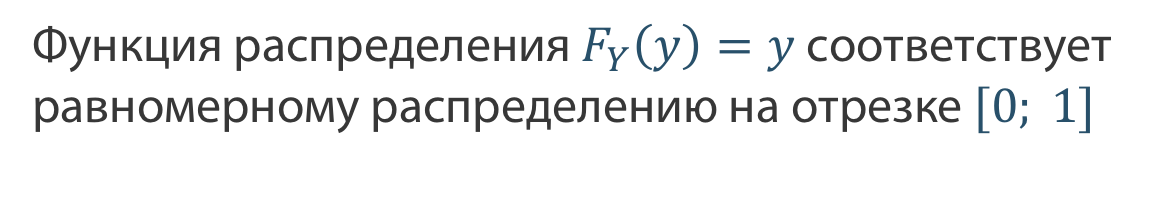 Функция распределения F_Y(y) = y соответствует
равномерному распределению на отрезке [0; 1]